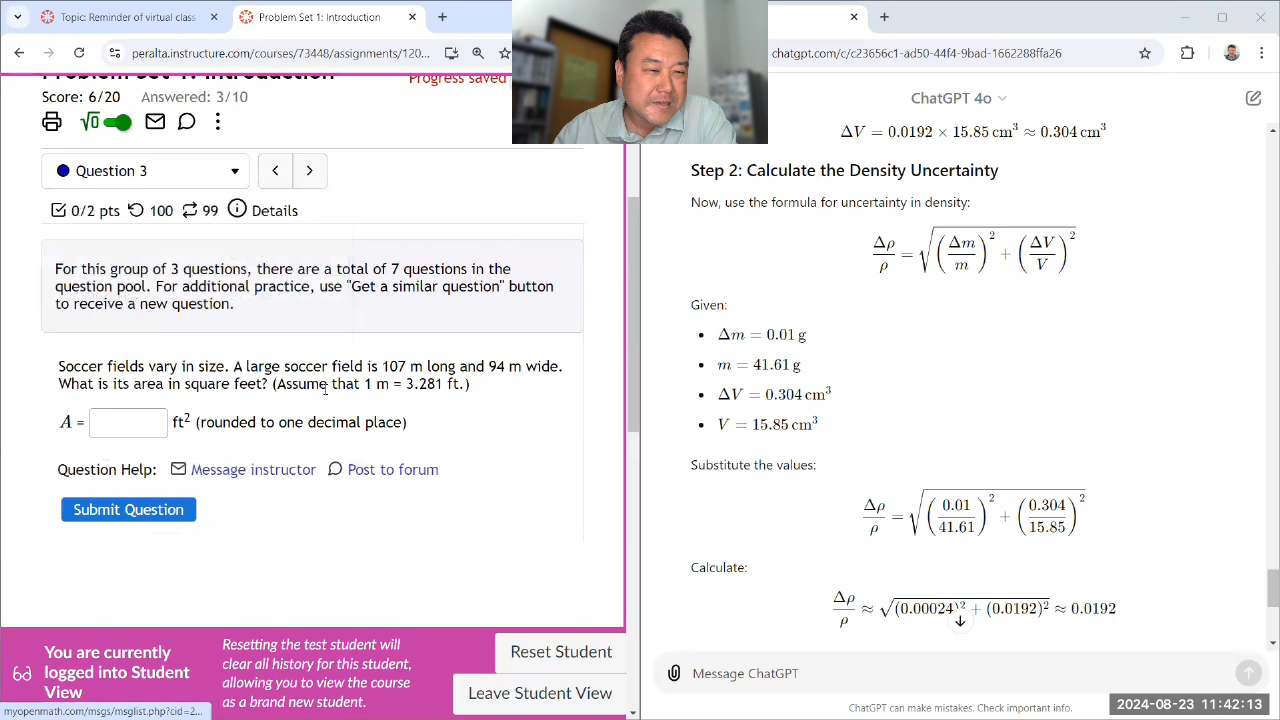 Topic: Reminder of virtual class
Problem Set 1: Introduction
peralta.instructure.com/courses/73448/assignments/120...
chatgpt.com/c/c23656c1-ad50-44f4-9bad-1662288ffa26
Problem Set 1: Introduction
Progress saved
Score: 6/20 Answered: 3/10
√0
Question 3
0/2 pts 100 99 Details
For this group of 3 questions, there are a total of 7 questions in the
question pool. For additional practice, use "Get a similar question" button
to receive a new question.
Soccer fields vary in size. A large soccer field is 107 m long and 94 m wide.
What is its area in square feet? (Assume that 1 m = 3.281 ft.)
A = ft² (rounded to one decimal place)
Question Help: Message instructor Post to forum
Submit Question
You are currently
logged into Student
View
Resetting the test student will
clear all history for this student,
allowing you to view the course
as a brand new student.
Reset Student
Leave Student View
myopenmath.com/msgs/msglist.php?cid=2...
ChatGPT 4o
ΔV = 0.0192 × 15.85 cm³ ≈ 0.304 cm³
Step 2: Calculate the Density Uncertainty
Now, use the formula for uncertainty in density:
Δρ/ρ = √((Δm/m)² + (ΔV/V)²)
Given:
• Δm = 0.01 g
• m = 41.61 g
• ΔV = 0.304 cm³
• V = 15.85 cm³
Substitute the values:
Δρ/ρ = √((0.01/41.61)² + (0.304/15.85)²)
Calculate:
Δρ/ρ ≈ √(0.00024)² + (0.0192)² ≈ 0.0192
Message ChatGPT
ChatGPT can make mistakes. Check important info.
2024-08-23 11:42:13